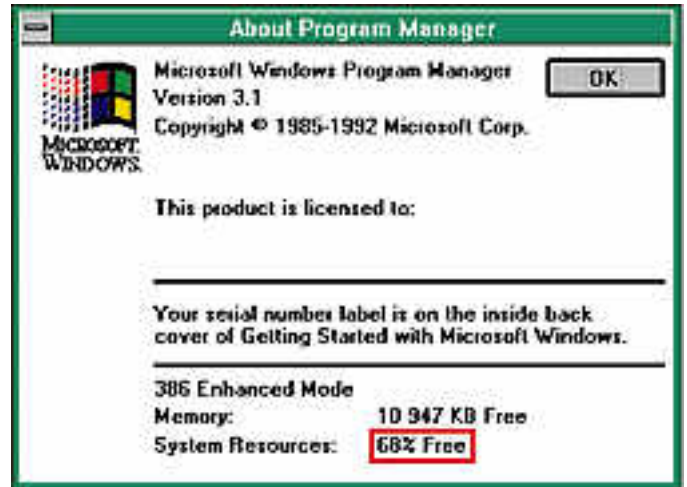 About Program Manager
Microsoft Windows Program Manager
OK
Version 3.1
Copyright © 1985-1992 Microsoft Corp.
MICROSOFT.
WINDOWS.
This product is licensed to:
Your serial number label is on the inside back
cover of Getting Started with Microsoft Windows.
386 Enhanced Mode
Memory: 10 947 KB Free
System Resources: 68% Free